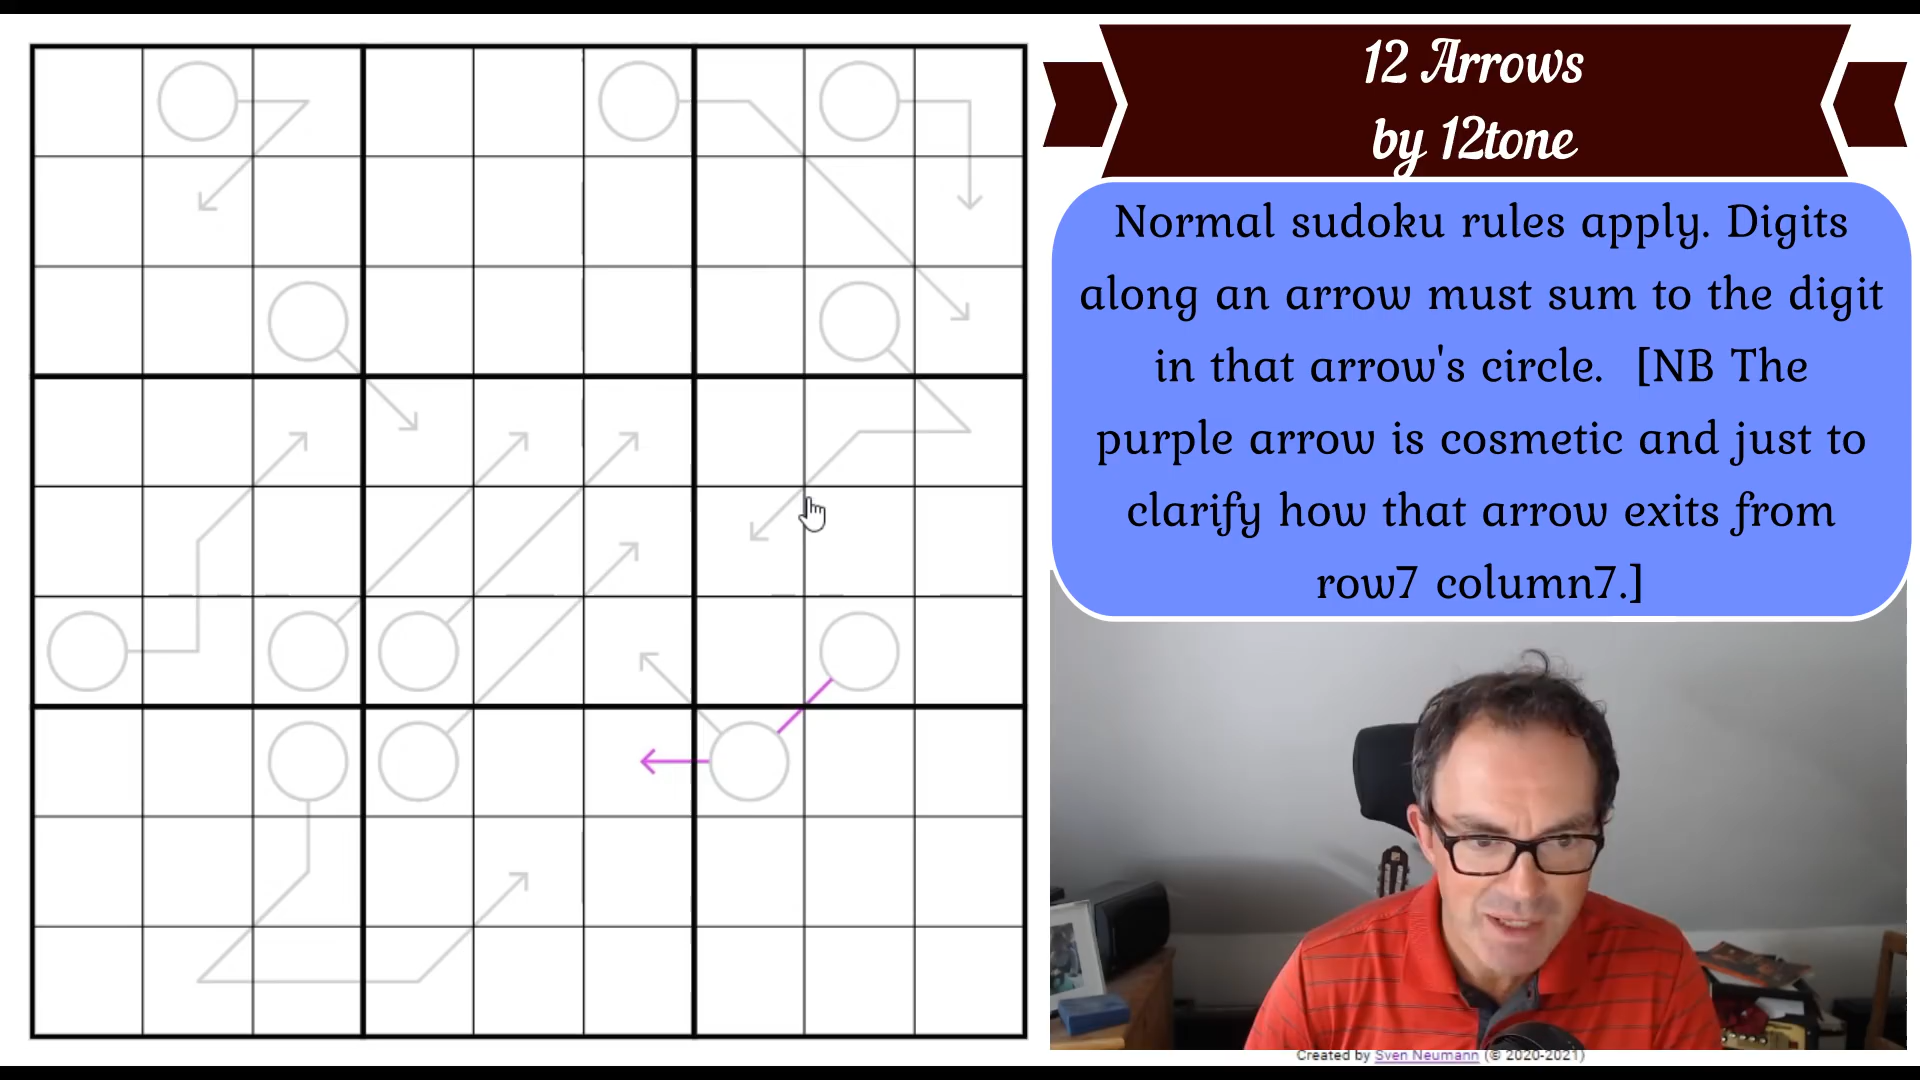 12 Arrows
by 12tone
Normal sudoku rules apply. Digits
along an arrow must sum to the digit
in that arrow's circle. [NB The
purple arrow is cosmetic and just to
clarify how that arrow exits from
row7 column7.]
Created by Sven Neumann (© 2020-2021)